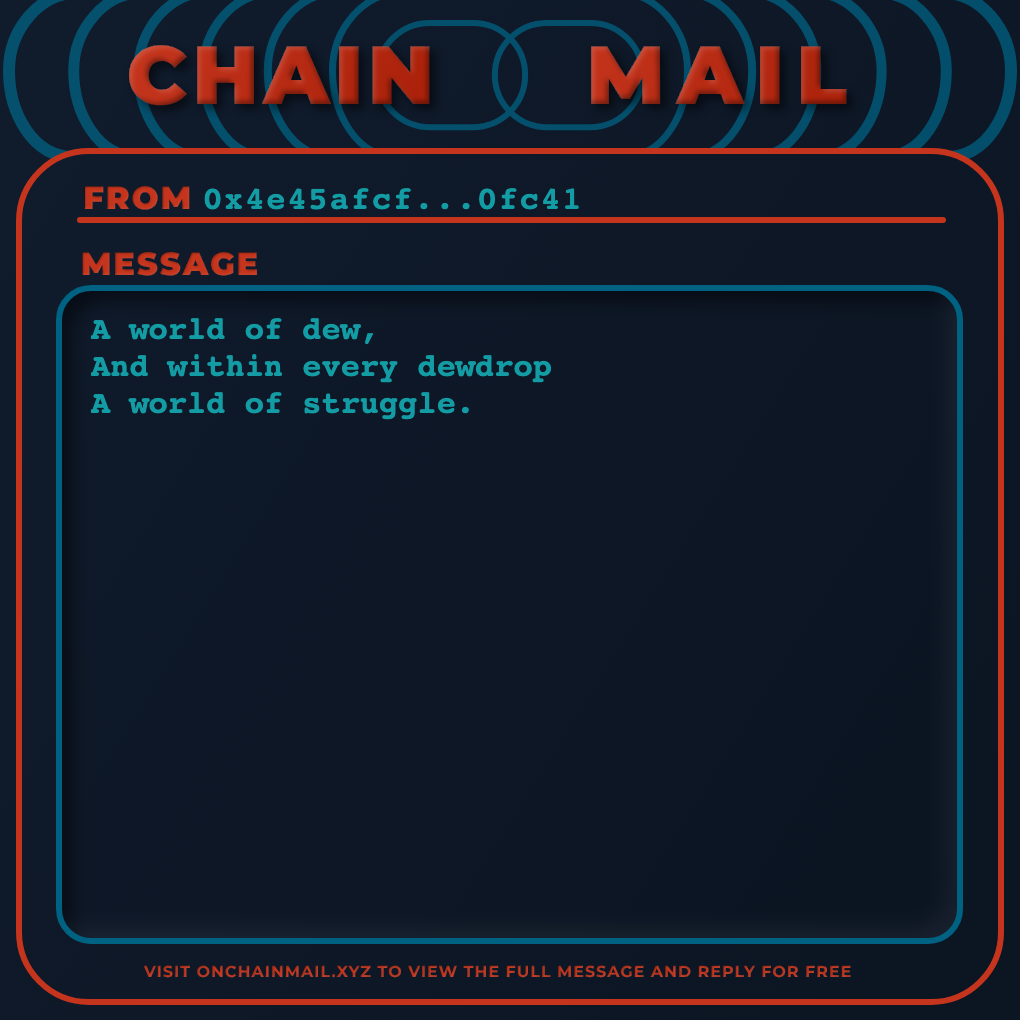 CHAIN MAIL
FROM 0x4e45afcf...0fc41
MESSAGE
A world of dew,
And within every dewdrop
A world of struggle.
VISIT ONCHAINMAIL.XYZ TO VIEW THE FULL MESSAGE AND REPLY FOR FREE